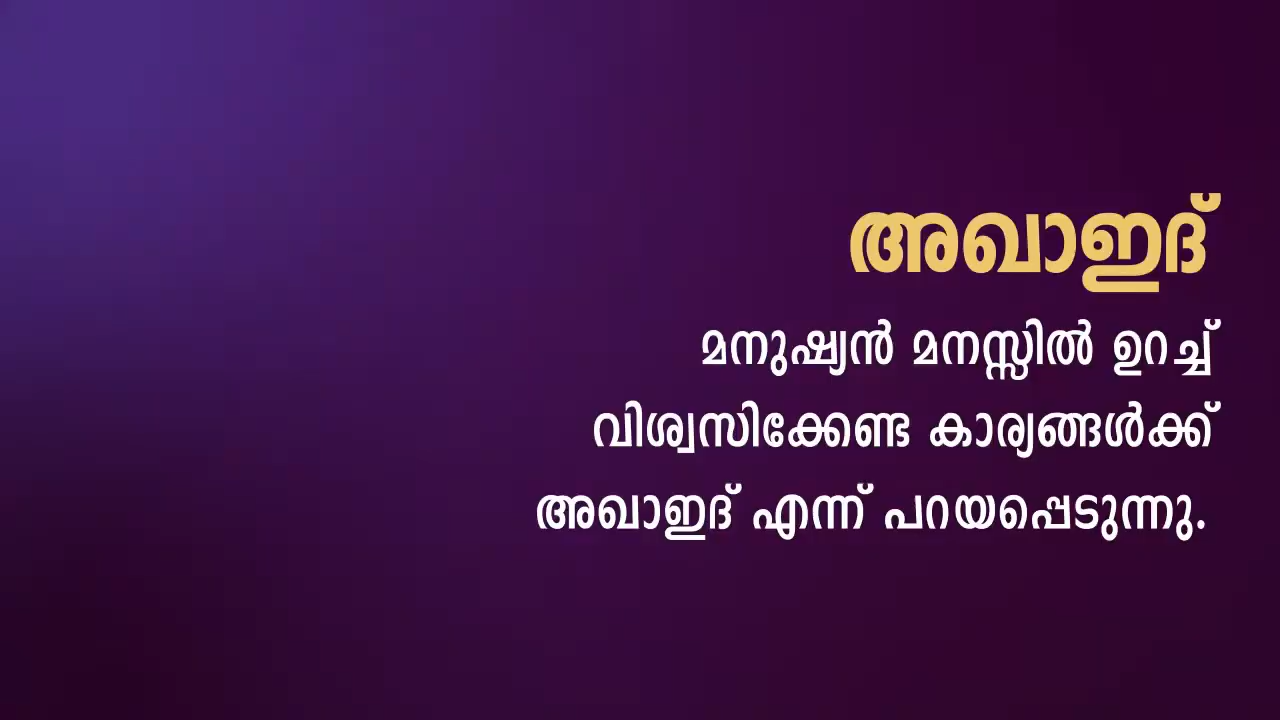 അഖാഇദ്
മനുഷ്യൻ മനസ്സിൽ ഉറച്ച്
വിശ്വസിക്കേണ്ട കാര്യങ്ങൾക്ക്
അഖാഇദ് എന്ന് പറയപ്പെടുന്നു.